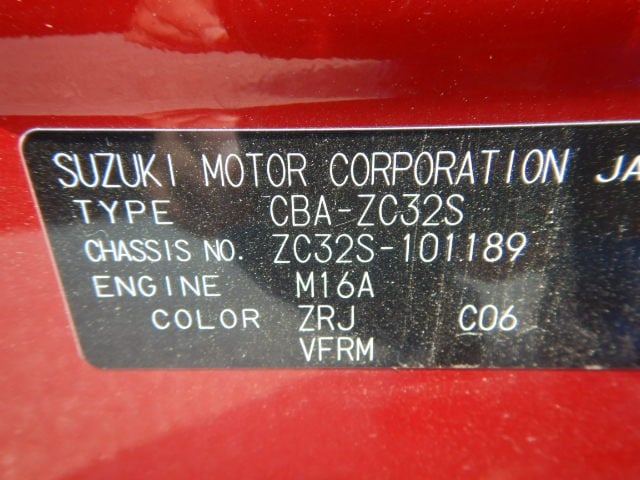 SUZUKI MOTOR CORPORATION JA
TYPE CBA-ZC32S
CHASSIS NO. ZC32S-101189
ENGINE M16A
COLOR ZRJ C06
VFRM